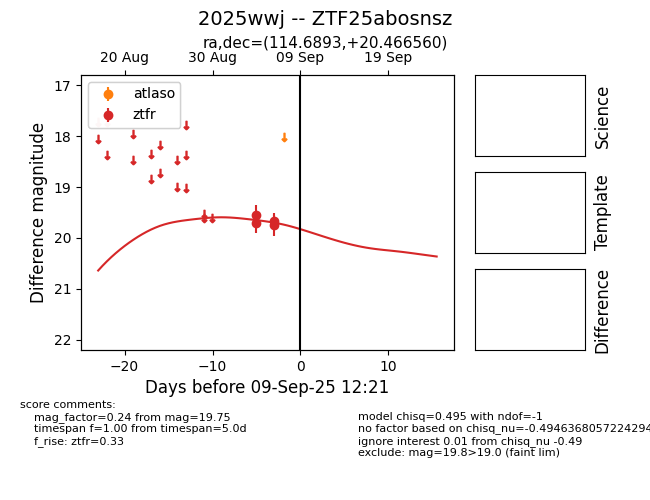 2025wwj -- ZTF25abosnsz
ra,dec=(114.6893,+20.466560)
20 Aug 30 Aug 09 Sep 19 Sep
17
18
19
20
21
22
Difference magnitude
atlaso
ztfr
−20 −10 0 10
Days before 09-Sep-25 12:21
Science
Template
Difference
score comments:
mag_factor=0.24 from mag=19.75
timespan f=1.00 from timespan=5.0d
f_rise: ztfr=0.33
model chisq=0.495 with ndof=-1
no factor based on chisq_nu=-0.4946368057224294
ignore interest 0.01 from chisq_nu -0.49
exclude: mag=19.8>19.0 (faint lim)